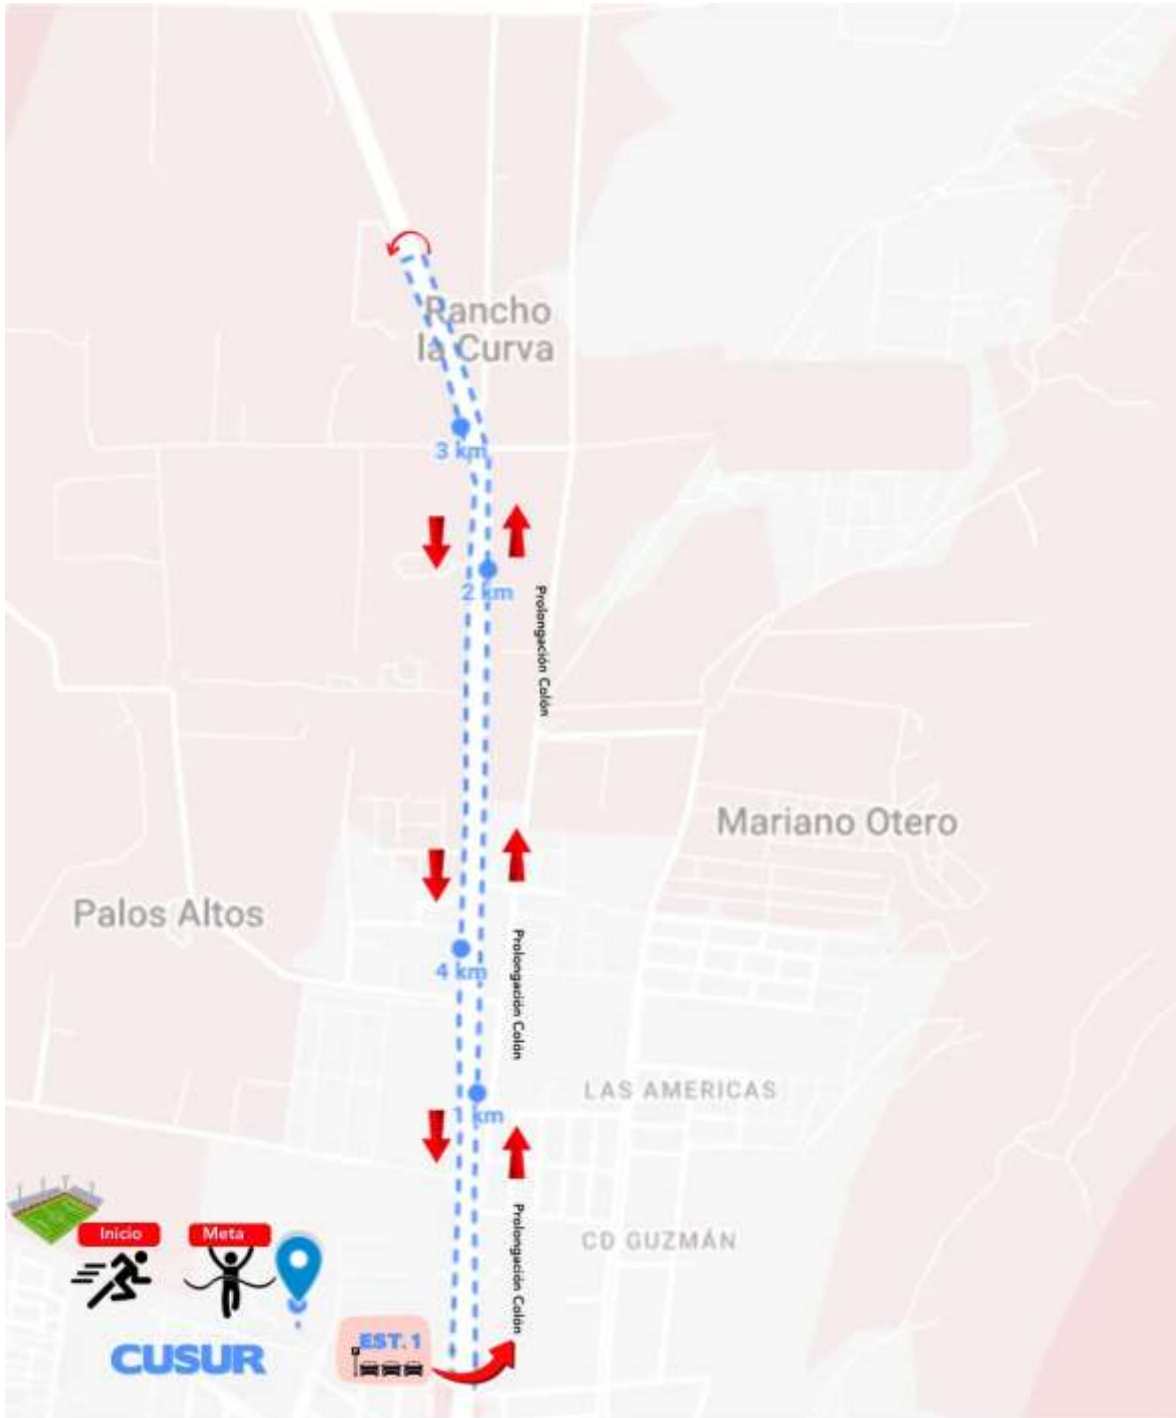 Rancho
la Curva
3 km
2 km
Prolongación Colón
Mariano Otero
Palos Altos
Prolongación Colón
4 km
LAS AMERICAS
1 km
Prolongación Colón
CD GUZMÁN
Inicio
Meta
EST. 1
CUSUR